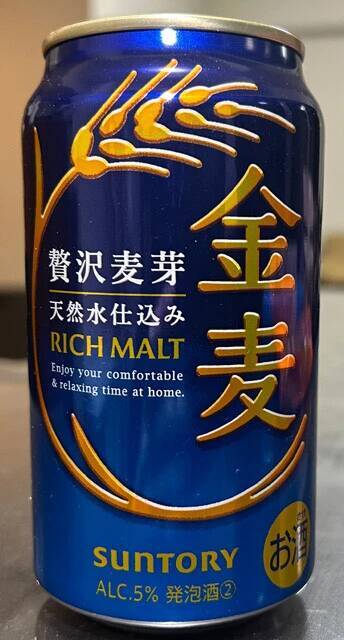 金麦
贅沢麦芽
天然水仕込み
RICH MALT
Enjoy your comfortable
& relaxing time at home.
SUNTORY
ALC.5% 発泡酒②
お酒